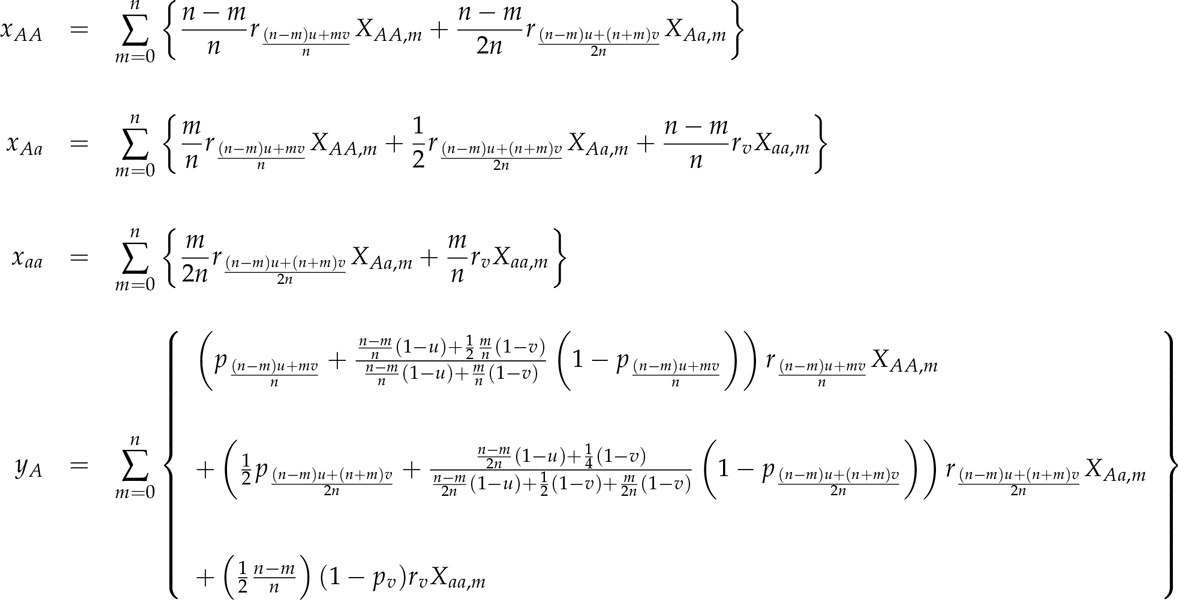 $x_{AA} = \sum_{m=0}^{n} \left\{ \frac{n-m}{n} r_{\frac{(n-m)u+mv}{n}} X_{AA,m} + \frac{n-m}{2n} r_{\frac{(n-m)u+(n+m)v}{2n}} X_{Aa,m} \right\}$
$x_{Aa} = \sum_{m=0}^{n} \left\{ \frac{m}{n} r_{\frac{(n-m)u+mv}{n}} X_{AA,m} + \frac{1}{2} r_{\frac{(n-m)u+(n+m)v}{2n}} X_{Aa,m} + \frac{n-m}{n} r_v X_{aa,m} \right\}$
$x_{aa} = \sum_{m=0}^{n} \left\{ \frac{m}{2n} r_{\frac{(n-m)u+(n+m)v}{2n}} X_{Aa,m} + \frac{m}{n} r_v X_{aa,m} \right\}$
$y_A = \sum_{m=0}^{n} \left\{ \begin{array}{l} \left( p_{\frac{(n-m)u+mv}{n}} + \frac{\frac{n-m}{n}(1-u)+\frac{1}{2}\frac{m}{n}(1-v)}{\frac{n-m}{n}(1-u)+\frac{m}{n}(1-v)} \left( 1 - p_{\frac{(n-m)u+mv}{n}} \right) \right) r_{\frac{(n-m)u+mv}{n}} X_{AA,m} \\
+ \left( \frac{1}{2} p_{\frac{(n-m)u+(n+m)v}{2n}} + \frac{\frac{n-m}{2n}(1-u)+\frac{1}{4}(1-v)}{\frac{n-m}{2n}(1-u)+\frac{1}{2}(1-v)+\frac{m}{2n}(1-v)} \left( 1 - p_{\frac{(n-m)u+(n+m)v}{2n}} \right) \right) r_{\frac{(n-m)u+(n+m)v}{2n}} X_{Aa,m} \\
+ \left( \frac{1}{2} \frac{n-m}{n} \right) (1 - p_v) r_v X_{aa,m} \end{array} \right\}$